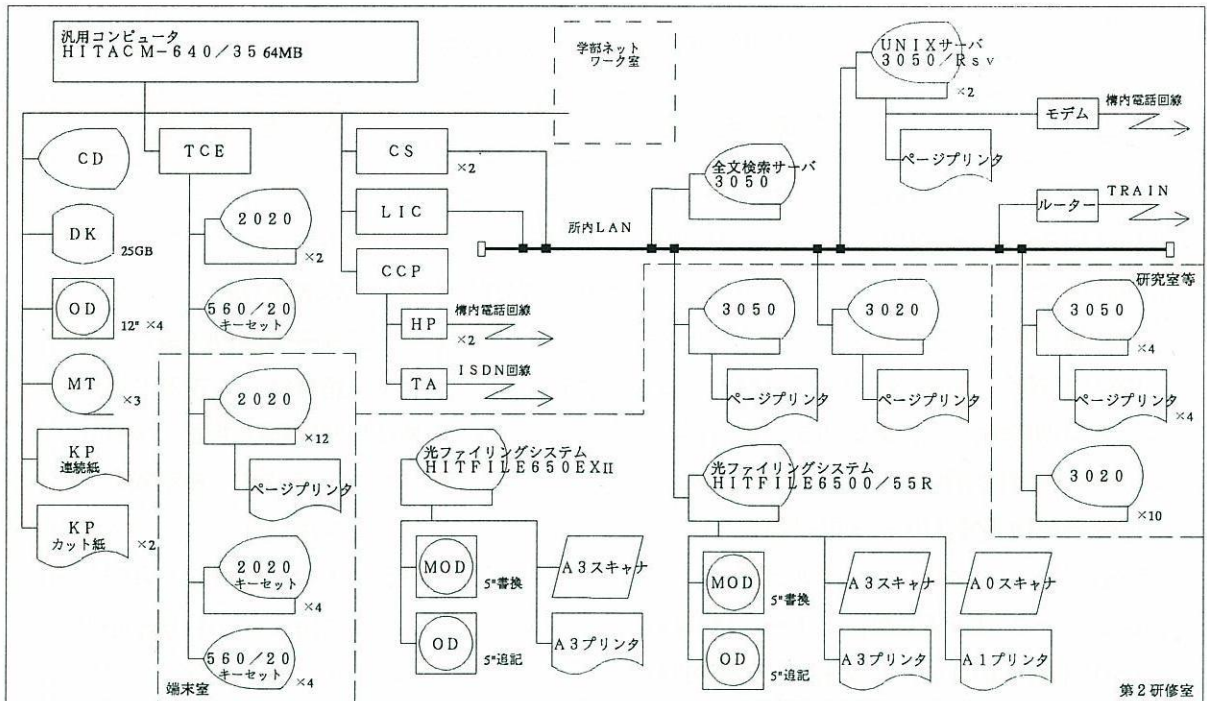 汎用コンピュータ
ＨＩＴＡＣＭ－６４０／３５ 64MB
学部ネット
ワーク室
ＵＮＩＸサーバ
３０５０／Ｒｓｖ
×2
構内電話回線
モデム
ページプリンタ
ＣＤ
ＴＣＥ
ＣＳ
×2
全文検索サーバ
３０５０
ＴＲＡＩＮ
ルーター
ＤＫ
25GB
２０２０
×2
ＬＩＣ
所内ＬＡＮ
ＣＣＰ
研究室等
ＯＤ
12" ×4
５６０／２０
キーセット
ＨＰ
×2
構内電話回線
３０５０
３０２０
３０５０
×4
ＭＴ
×3
２０２０
×12
ＴＡ
ＩＳＤＮ回線
ページプリンタ
ページプリンタ
ページプリンタ
×4
ＫＰ
連続紙
ページプリンタ
光ファイリングシステム
ＨＩＴＦＩＬＥ６５０ＥＸⅡ
光ファイリングシステム
ＨＩＴＦＩＬＥ６５００／５５Ｒ
３０２０
×10
ＫＰ
カット紙
×2
２０２０
キーセット
×4
MOD
5"書換
Ａ３スキャナ
MOD
5"書換
Ａ３スキャナ
Ａ０スキャナ
５６０／２０
キーセット
×4
ＯＤ
5"追記
Ａ３プリンタ
ＯＤ
5"追記
Ａ３プリンタ
Ａ１プリンタ
端末室
第２研修室